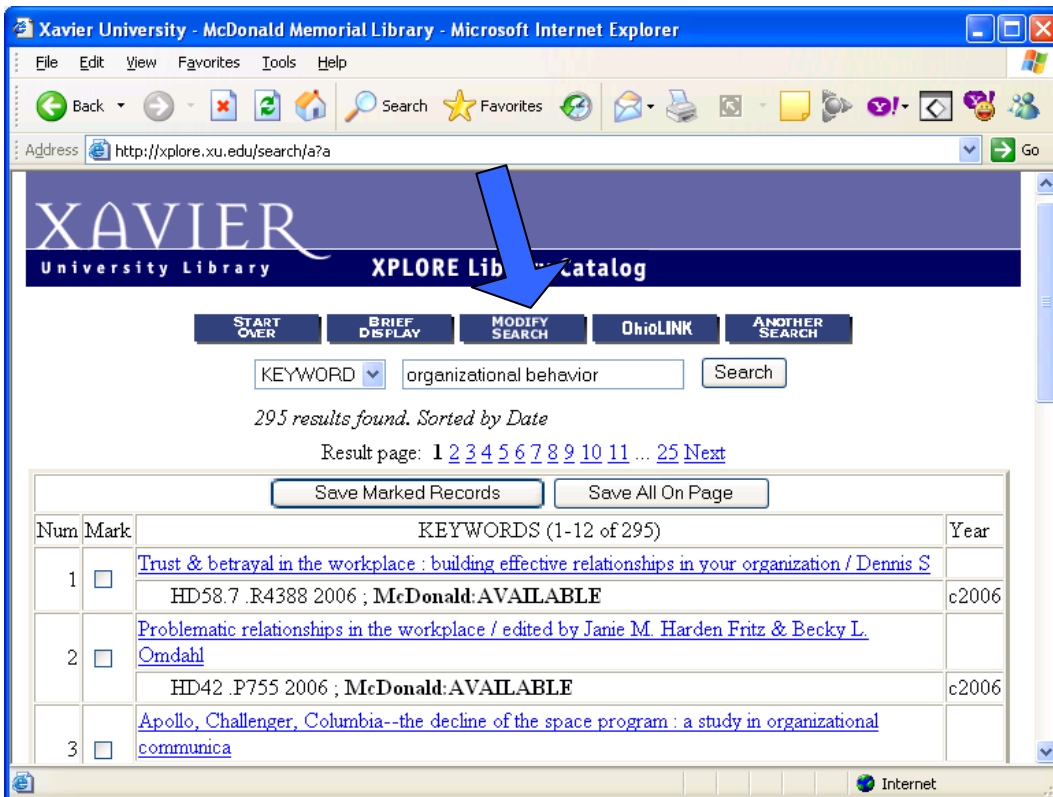 Xavier University - McDonald Memorial Library - Microsoft Internet Explorer
File Edit View Favorites Tools Help
Back Search Favorites
Address http://xplore.xu.edu/search/a?a Go
XAVIER
University Library XPLORE Library Catalog
START OVER BRIEF DISPLAY MODIFY SEARCH OhioLINK ANOTHER SEARCH
KEYWORD organizational behavior Search
295 results found. Sorted by Date
Result page: 1 2 3 4 5 6 7 8 9 10 11 ... 25 Next
Save Marked Records Save All On Page
Num Mark KEYWORDS (1-12 of 295) Year
1 Trust & betrayal in the workplace : building effective relationships in your organization / Dennis S
HD58.7 .R4388 2006 ; McDonald:AVAILABLE c2006
Problematic relationships in the workplace / edited by Janie M. Harden Fritz & Becky L.
2 Omdahl
HD42 .P755 2006 ; McDonald:AVAILABLE c2006
Apollo, Challenger, Columbia--the decline of the space program : a study in organizational
3 communica
Internet